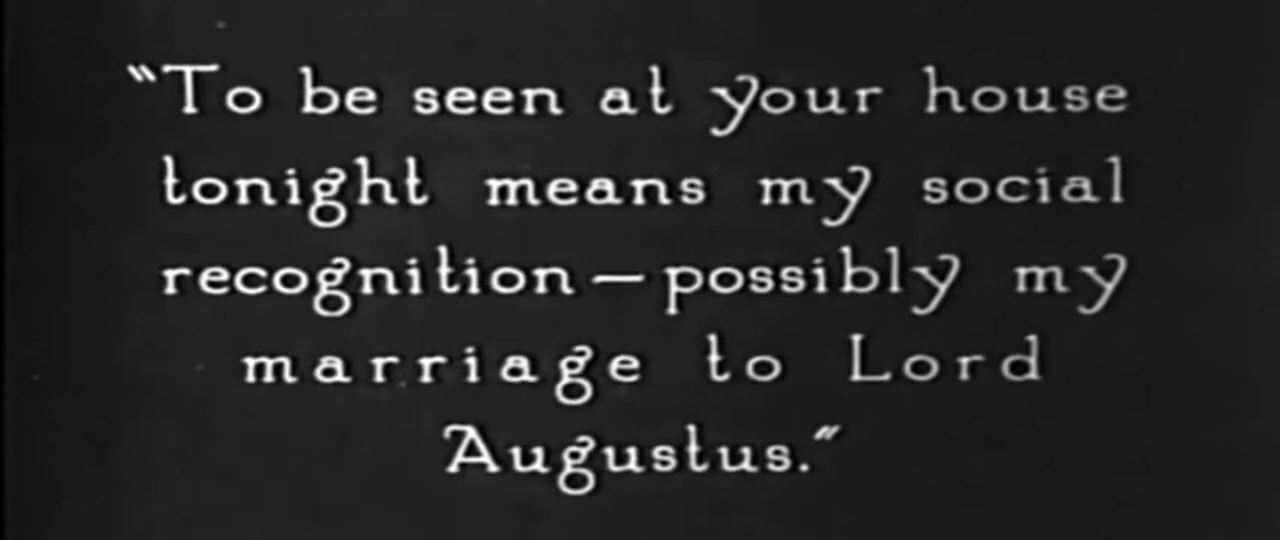 "To be seen at your house
tonight means my social
recognition — possibly my
marriage to Lord
Augustus."